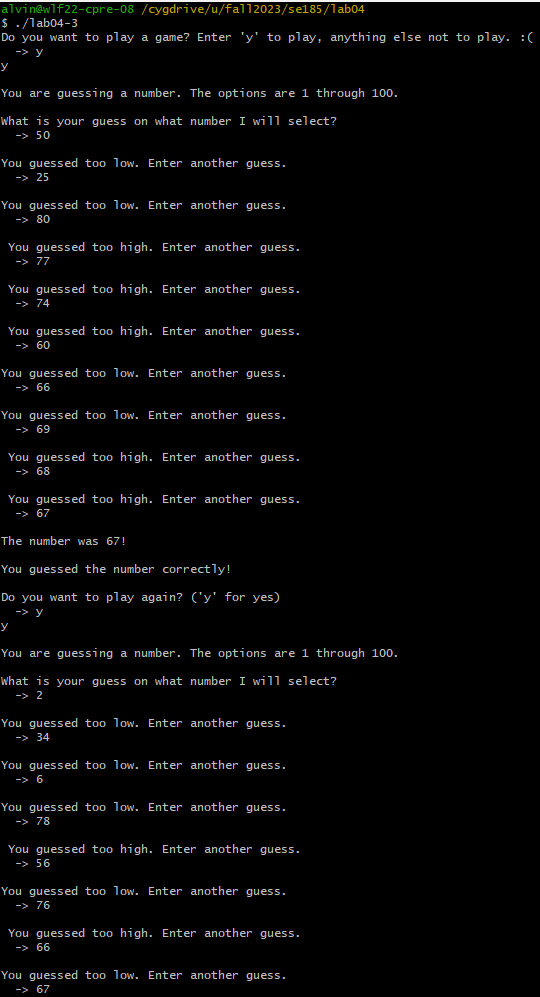 alvin@wlf22-cpre-08 /cygdrive/u/fall2023/se185/lab04
$ ./lab04-3
Do you want to play a game? Enter 'y' to play, anything else not to play. :(
  -> y
y
You are guessing a number. The options are 1 through 100.
What is your guess on what number I will select?
  -> 50
You guessed too low. Enter another guess.
  -> 25
You guessed too low. Enter another guess.
  -> 80
 You guessed too high. Enter another guess.
  -> 77
 You guessed too high. Enter another guess.
  -> 74
 You guessed too high. Enter another guess.
  -> 60
You guessed too low. Enter another guess.
  -> 66
You guessed too low. Enter another guess.
  -> 69
 You guessed too high. Enter another guess.
  -> 68
 You guessed too high. Enter another guess.
  -> 67
The number was 67!
You guessed the number correctly!
Do you want to play again? ('y' for yes)
  -> y
y
You are guessing a number. The options are 1 through 100.
What is your guess on what number I will select?
  -> 2
You guessed too low. Enter another guess.
  -> 34
You guessed too low. Enter another guess.
  -> 6
You guessed too low. Enter another guess.
  -> 78
 You guessed too high. Enter another guess.
  -> 56
You guessed too low. Enter another guess.
  -> 76
 You guessed too high. Enter another guess.
  -> 66
You guessed too low. Enter another guess.
  -> 67